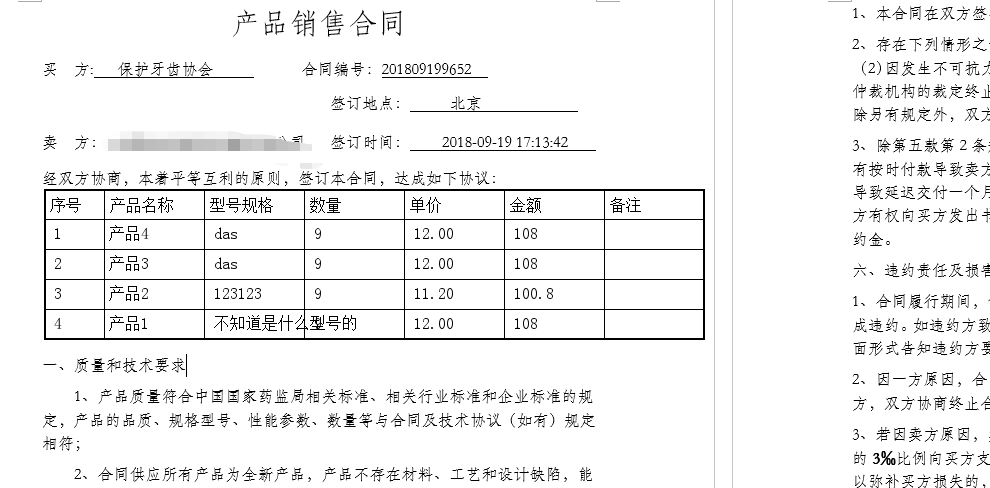 产品销售合同
买 方: 保护牙齿协会 合同编号: 201809199652
签订地点: 北京
卖 方: 公司 签订时间: 2018-09-19 17:13:42
经双方协商，本着平等互利的原则，签订本合同，达成如下协议:
序号 产品名称 型号规格 数量 单价 金额 备注
1 产品4 das 9 12.00 108
2 产品3 das 9 12.00 108
3 产品2 123123 9 11.20 100.8
4 产品1 不知道是什么型号的 12.00 108
一、质量和技术要求
1、产品质量符合中国国家药监局相关标准、相关行业标准和企业标准的规
定，产品的品质、规格型号、性能参数、数量等与合同及技术协议（如有）规定
相符；
2、合同供应所有产品为全新产品，产品不存在材料、工艺和设计缺陷，能
1、本合同在双方签
2、存在下列情形之
(2)因发生不可抗力
仲裁机构的裁定终止
除另有规定外，双方
3、除第五款第 2 条
有按时付款导致卖方
导致延迟交付一个月
方有权向买方发出书
约金。
六、违约责任及损害
1、合同履行期间，
成违约。如违约方致
面形式告知违约方要
2、因一方原因，合
方，双方协商终止合
3、若因卖方原因，
的 3‰比例向买方支
以弥补买方损失的，